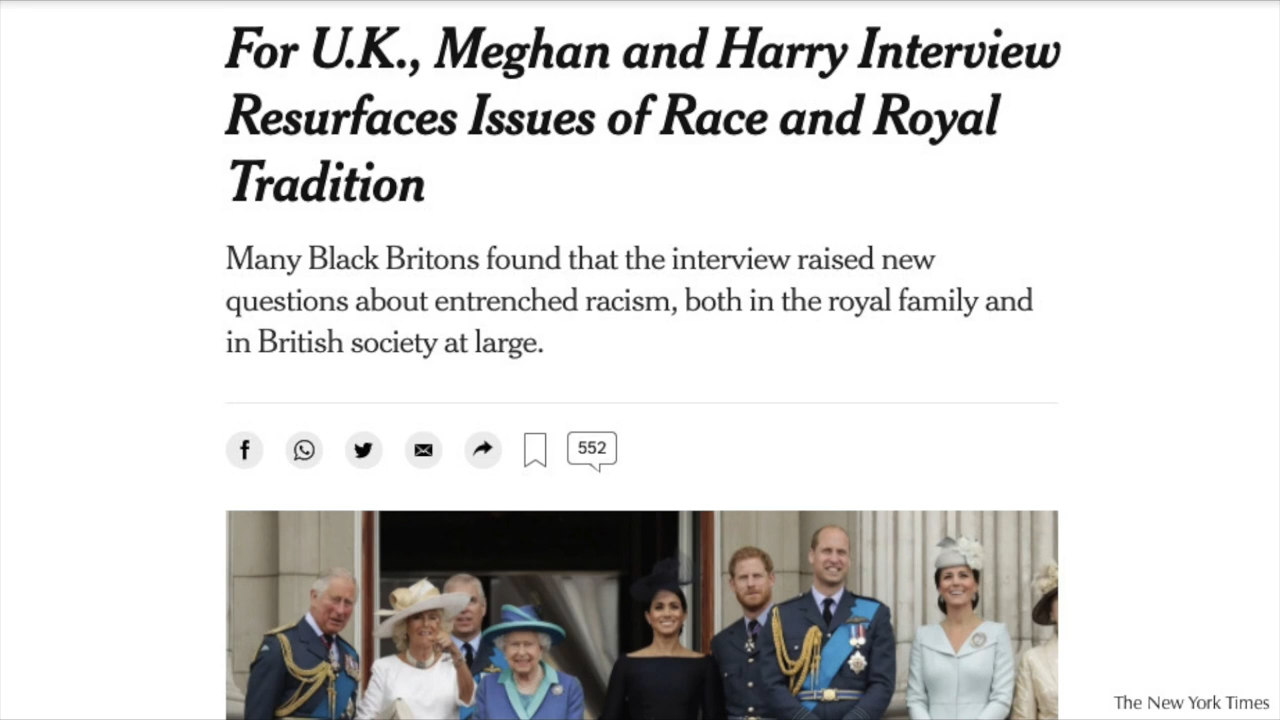 For U.K., Meghan and Harry Interview
Resurfaces Issues of Race and Royal
Tradition
Many Black Britons found that the interview raised new
questions about entrenched racism, both in the royal family and
in British society at large.
f
552
The New York Times